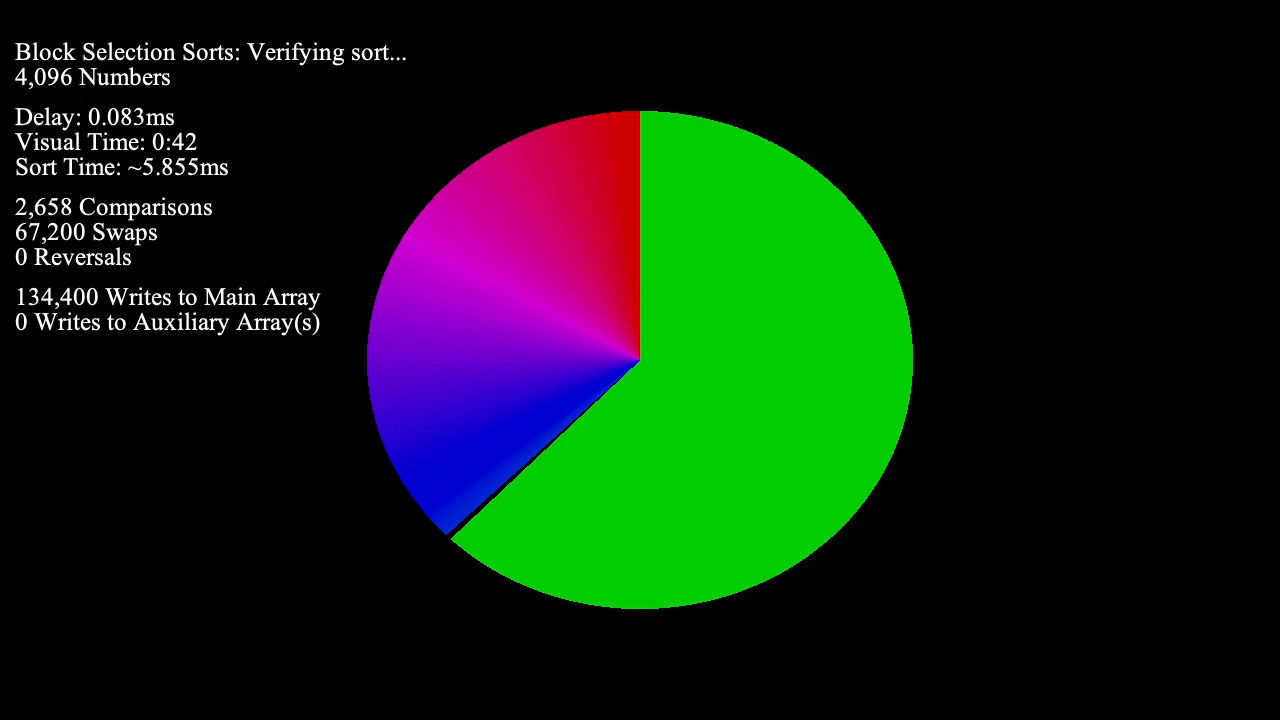 Block Selection Sorts: Verifying sort...
4,096 Numbers
Delay: 0.083ms
Visual Time: 0:42
Sort Time: ~5.855ms
2,658 Comparisons
67,200 Swaps
0 Reversals
134,400 Writes to Main Array
0 Writes to Auxiliary Array(s)